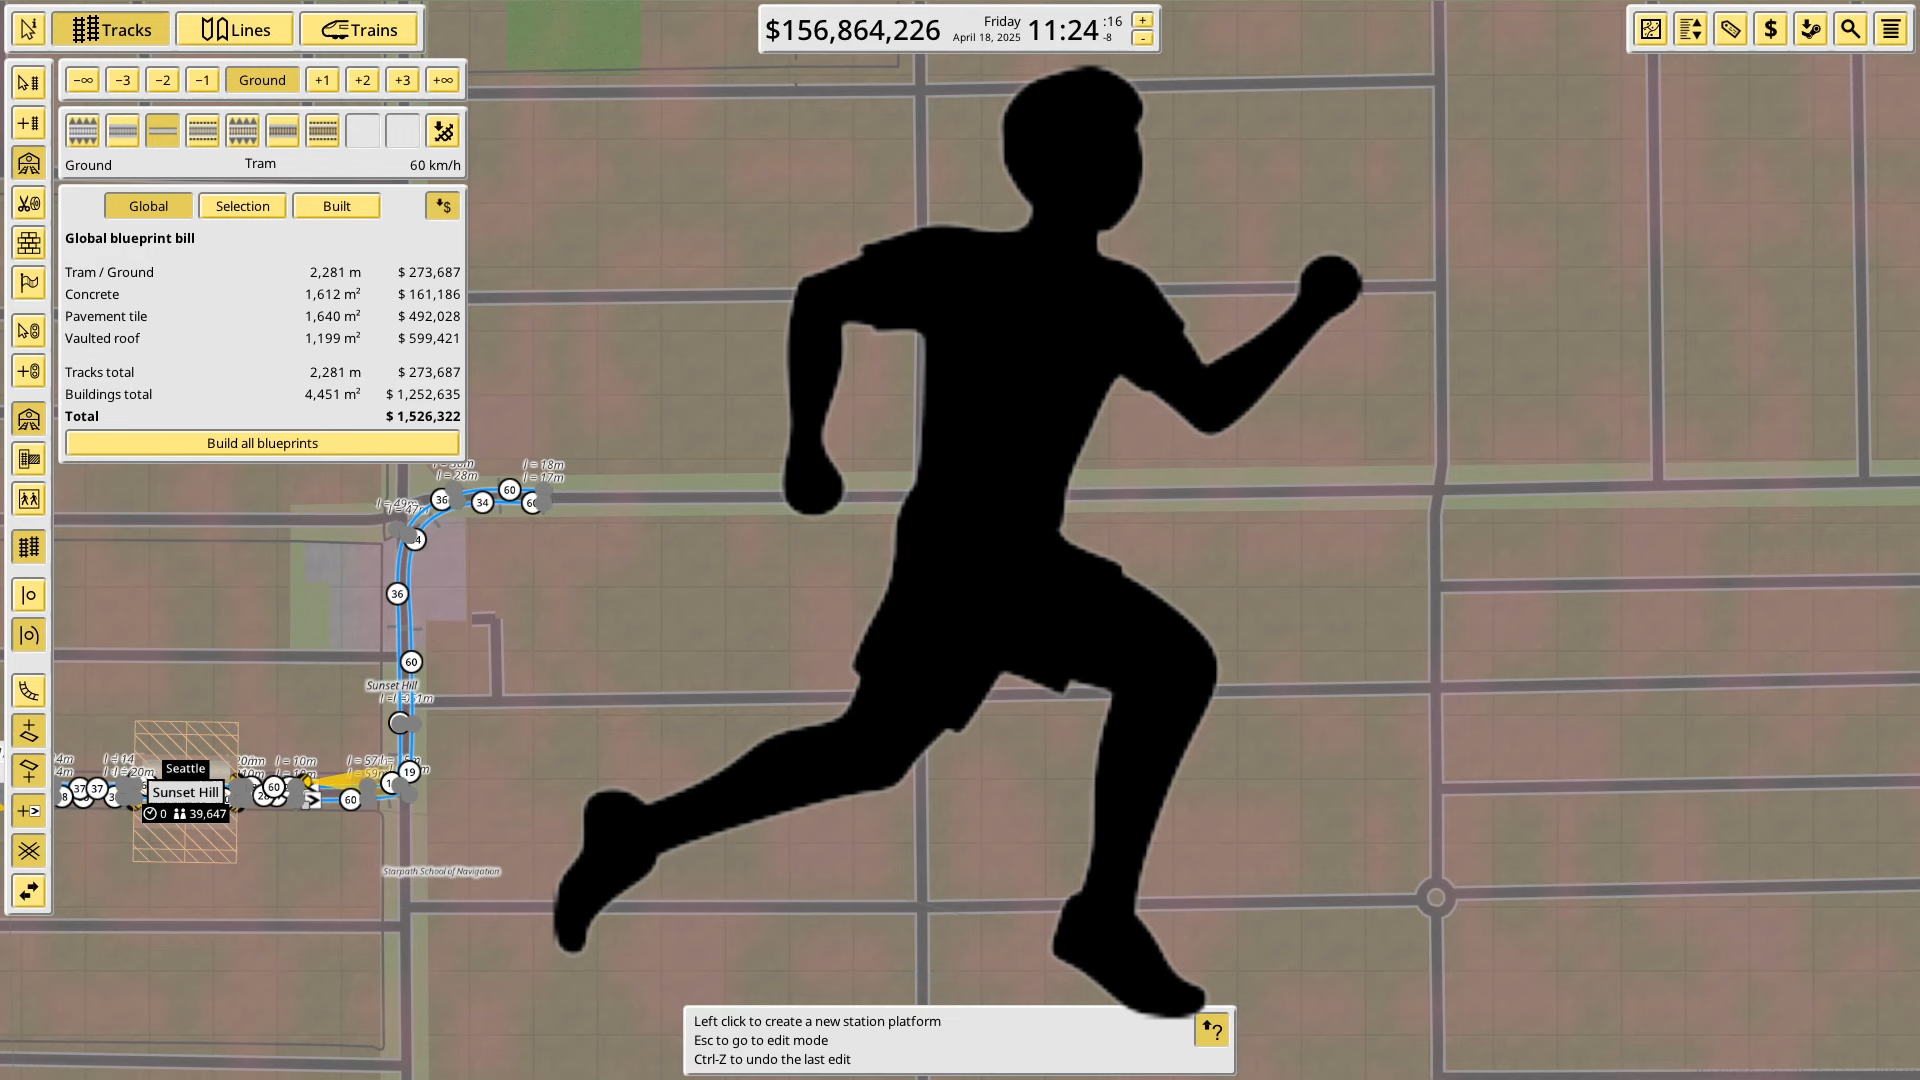 Tracks
Lines
Trains
$156,864,226
Friday
April 18, 2025
11:24
:16
-8
+
-
−∞
−3
−2
−1
Ground
+1
+2
+3
+∞
Ground
Tram
60 km/h
Global
Selection
Built
Global blueprint bill
Tram / Ground 2,281 m $ 273,687
Concrete 1,612 m² $ 161,186
Pavement tile 1,640 m² $ 492,028
Vaulted roof 1,199 m² $ 599,421
Tracks total 2,281 m $ 273,687
Buildings total 4,451 m² $ 1,252,635
Total $ 1,526,322
Build all blueprints
l = 18m
l = 28m
l = 17m
36
34
60
36
60
Sunset Hill
19
60
60
37
37
l = 10m
Seattle
Sunset Hill
0 39,647
Starpath School of Navigation
Left click to create a new station platform
Esc to go to edit mode
Ctrl-Z to undo the last edit